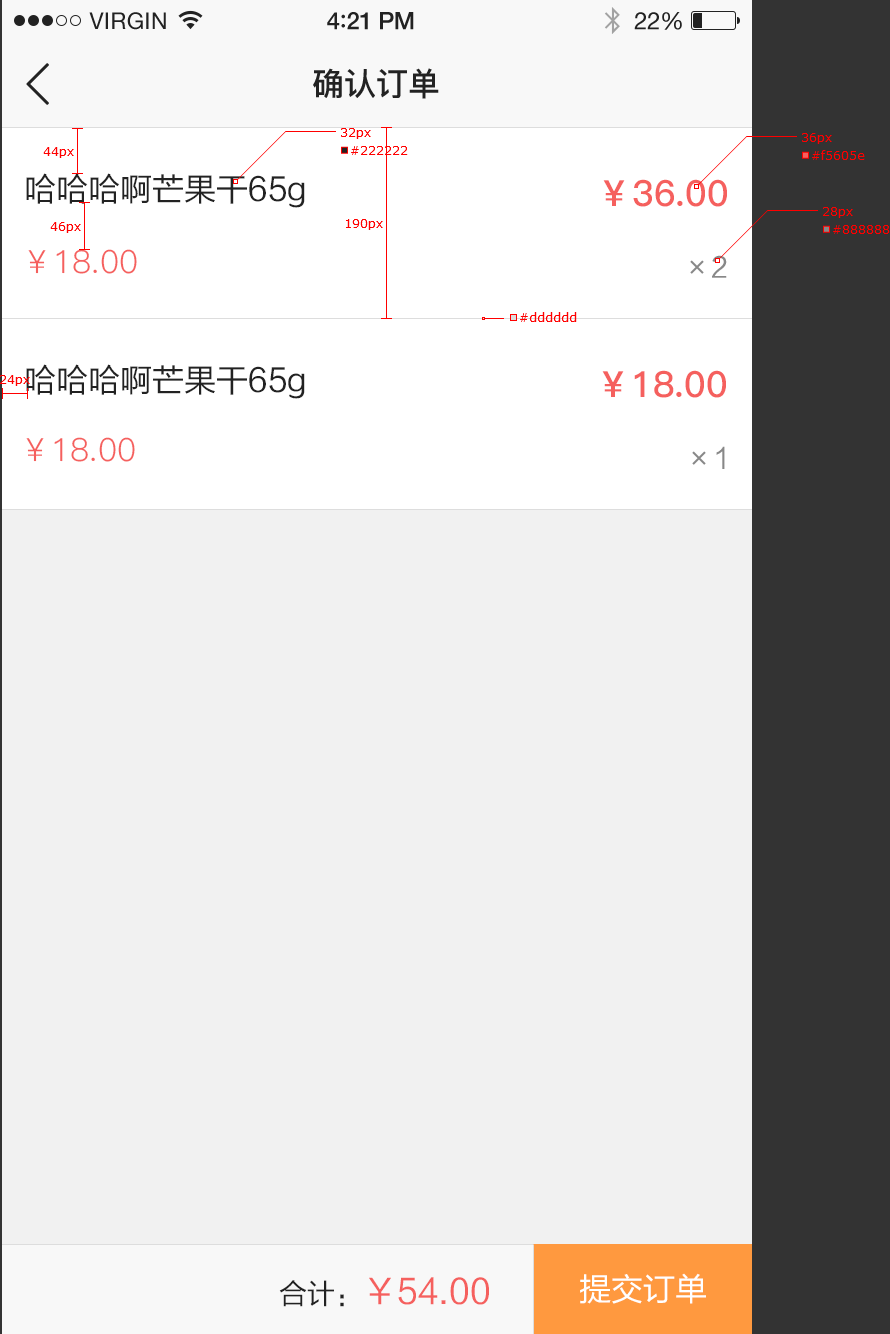 VIRGIN 4:21 PM 22%
确认订单
32px
#222222
36px
#f5605e
44px
哈哈哈啊芒果干65g ￥36.00
28px
#888888
46px
190px
￥18.00 ×2
#dddddd
24px
哈哈哈啊芒果干65g ￥18.00
￥18.00 ×1
合计：￥54.00 提交订单